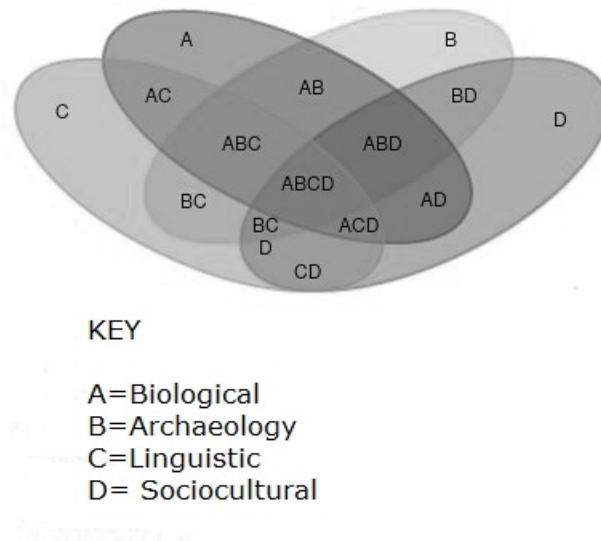 A
B
AB
AC
BD
C
D
ABC
ABD
ABCD
BC
AD
BC
D
ACD
CD
KEY
A=Biological
B=Archaeology
C=Linguistic
D= Sociocultural